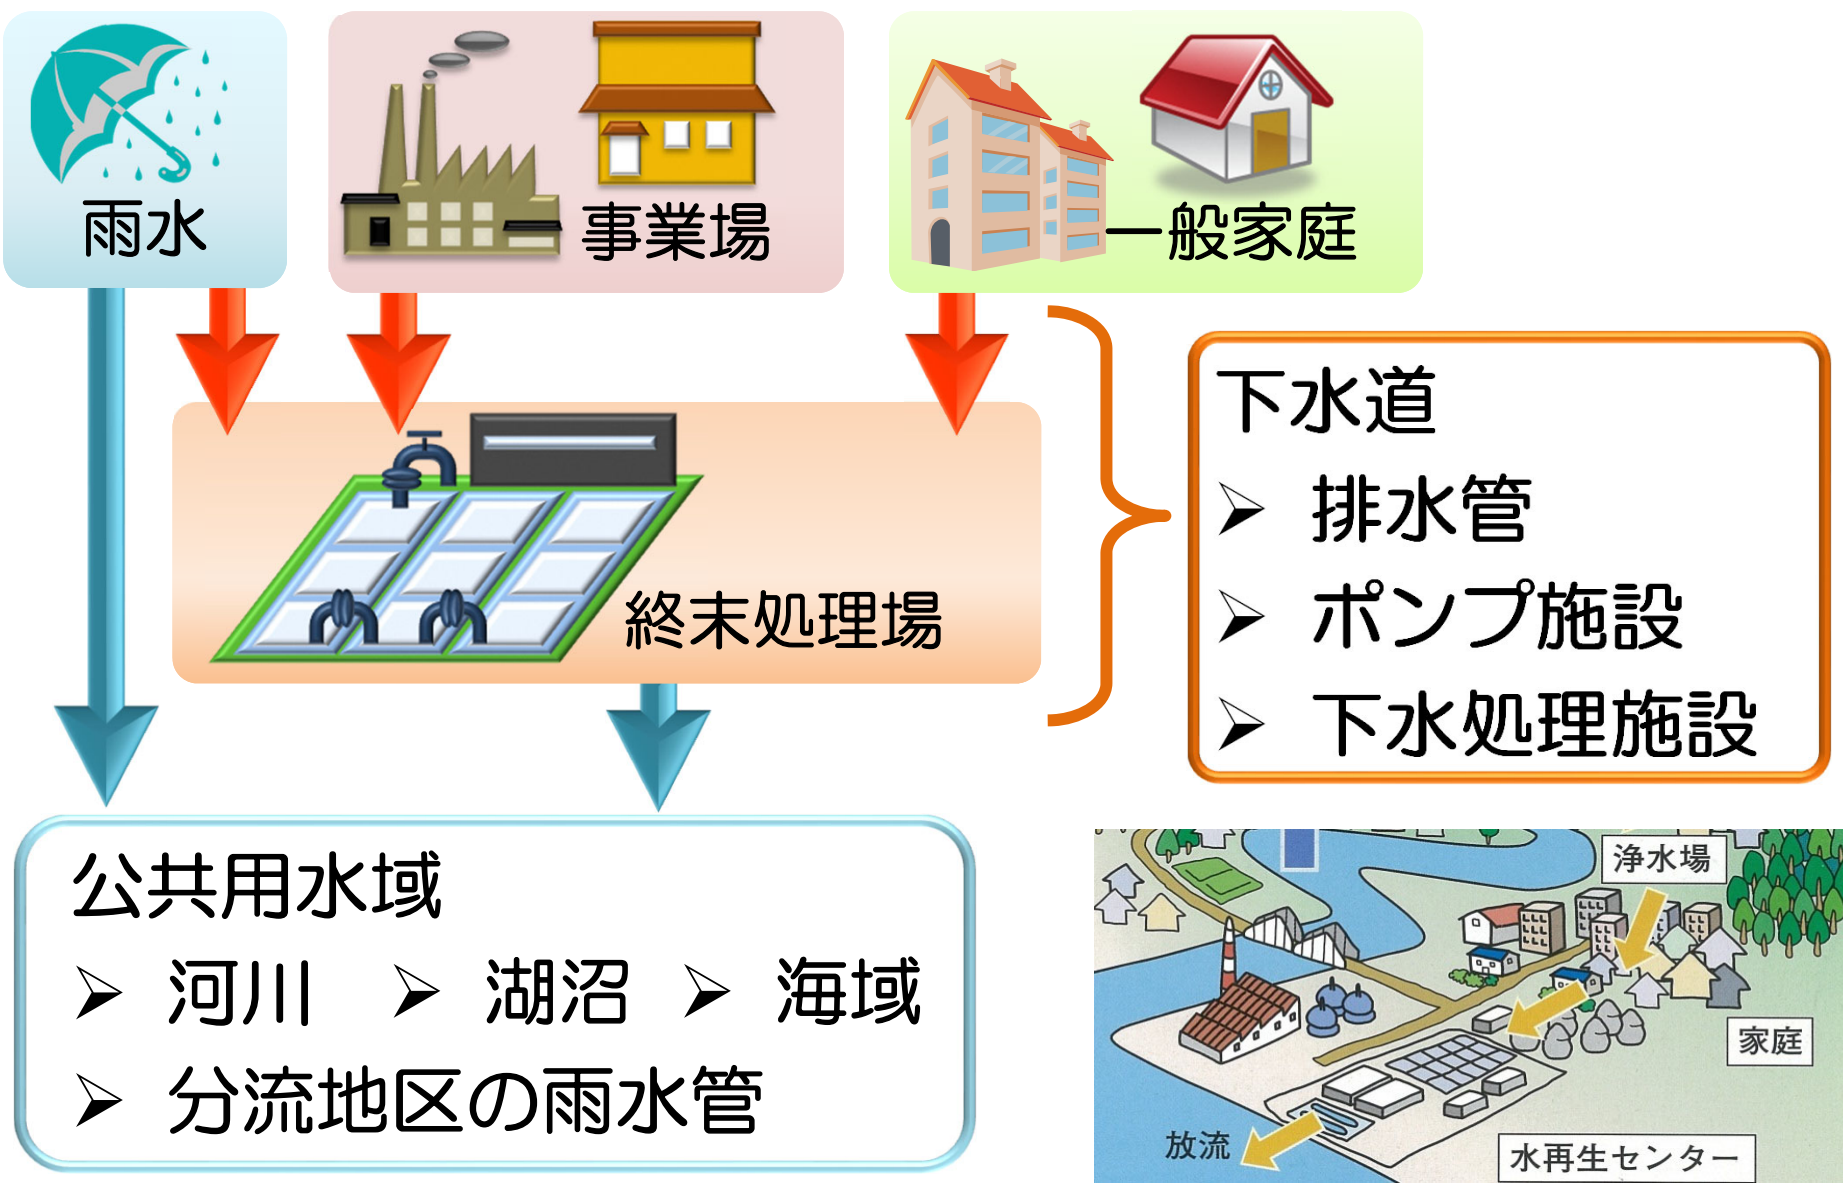 雨水
事業場
一般家庭
下水道
➢ 排水管
➢ ポンプ施設
➢ 下水処理施設
終末処理場
公共用水域
➢ 河川 ➢ 湖沼 ➢ 海域
➢ 分流地区の雨水管
浄水場
家庭
放流
水再生センター